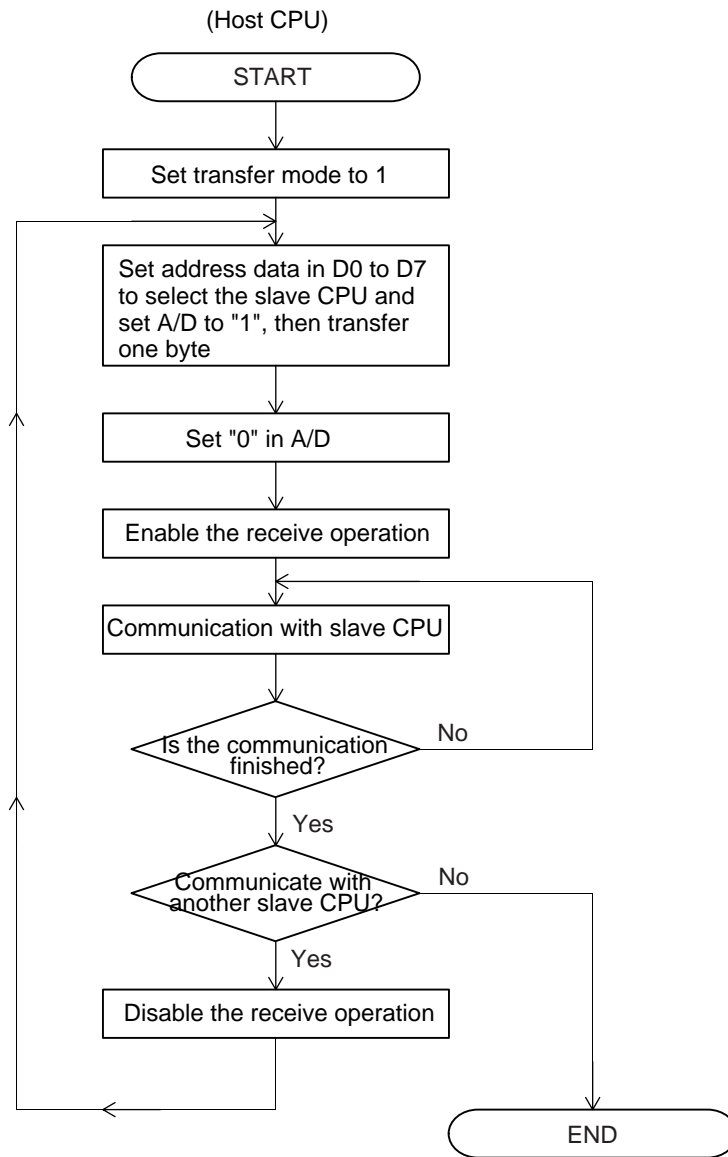 (Host CPU)
START
Set transfer mode to 1
Set address data in D0 to D7
to select the slave CPU and
set A/D to "1", then transfer
one byte
Set "0" in A/D
Enable the receive operation
Communication with slave CPU
Is the communication
finished?
No
Yes
Communicate with
another slave CPU?
No
Yes
Disable the receive operation
END